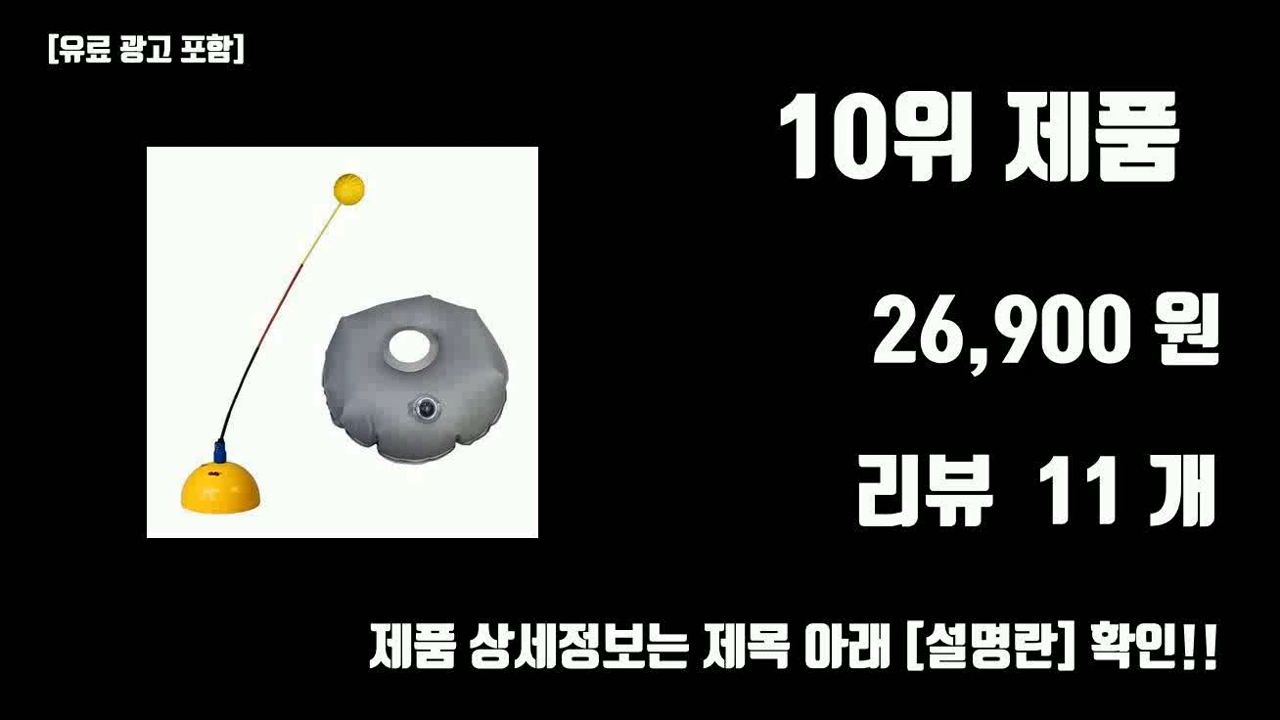 [유료 광고 포함]
10위 제품
26,900 원
리뷰 11 개
제품 상세정보는 제목 아래 [설명란] 확인!!